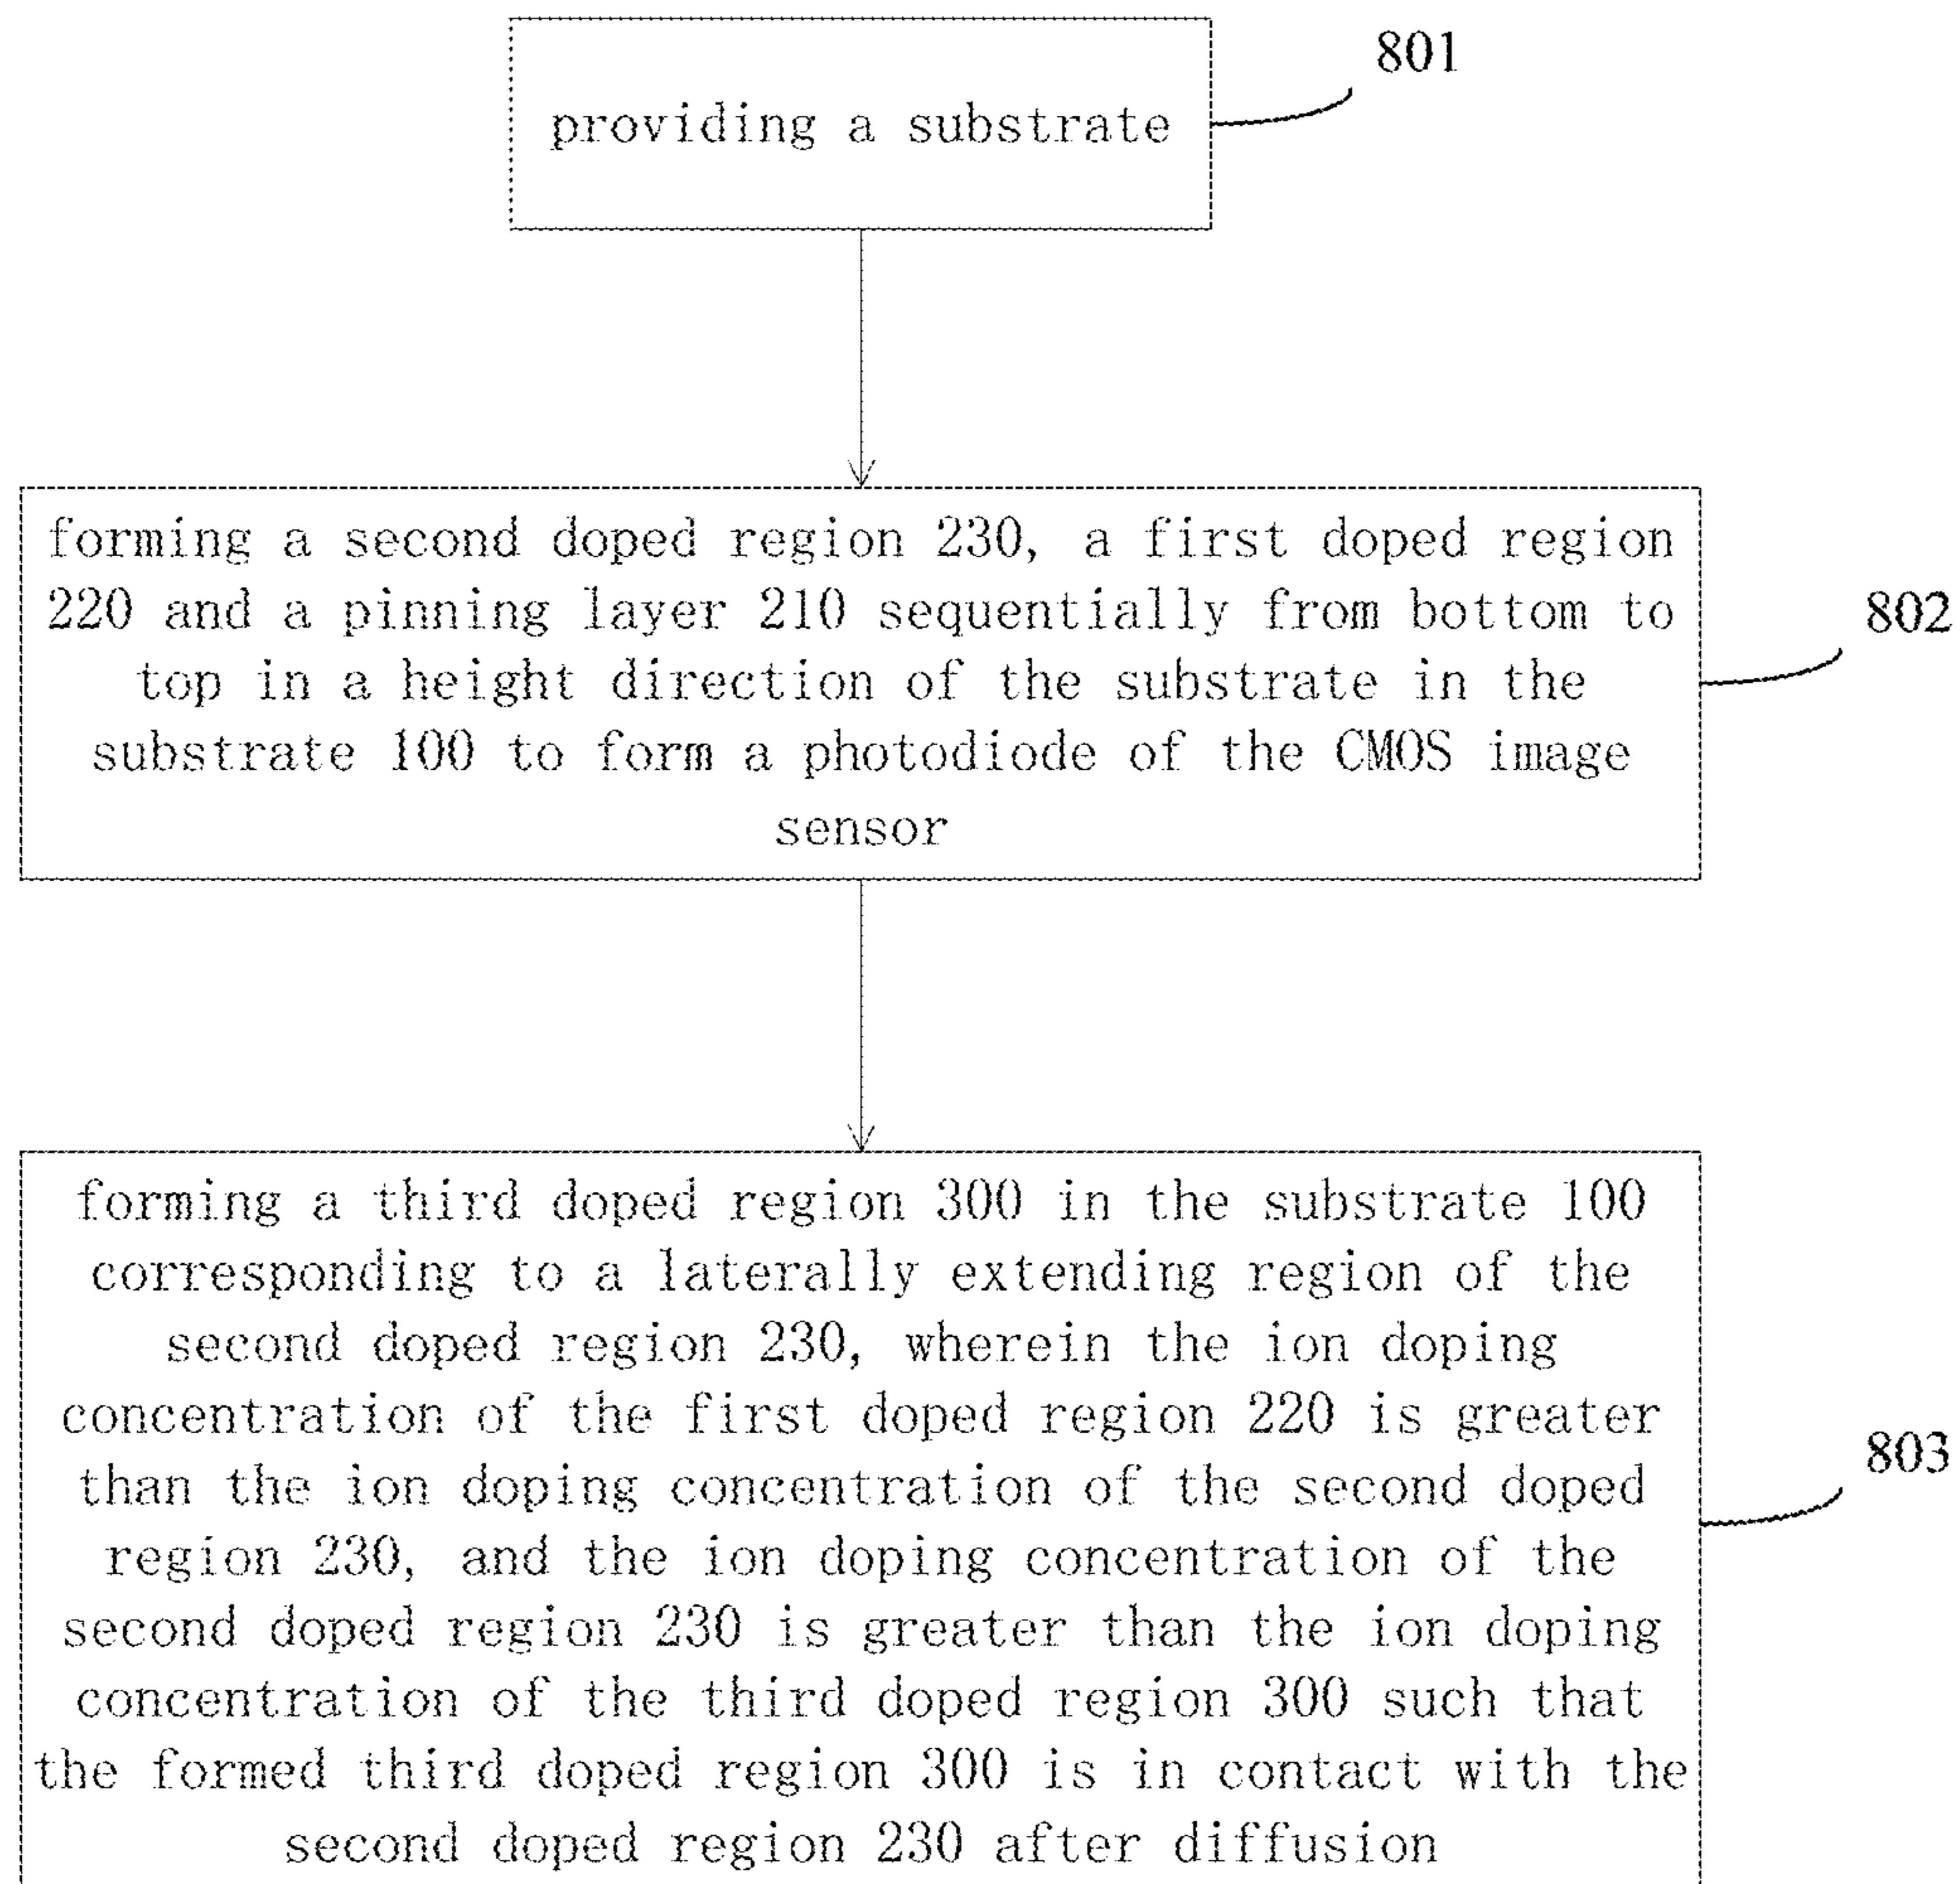 801
providing a substrate
forming a second doped region 230, a first doped region
220 and a pinning layer 210 sequentially from bottom to
top in a height direction of the substrate in the
substrate 100 to form a photodiode of the CMOS image
sensor
802
forming a third doped region 300 in the substrate 100
corresponding to a laterally extending region of the
second doped region 230, wherein the ion doping
concentration of the first doped region 220 is greater
than the ion doping concentration of the second doped
region 230, and the ion doping concentration of the
second doped region 230 is greater than the ion doping
concentration of the third doped region 300 such that
the formed third doped region 300 is in contact with the
second doped region 230 after diffusion
803